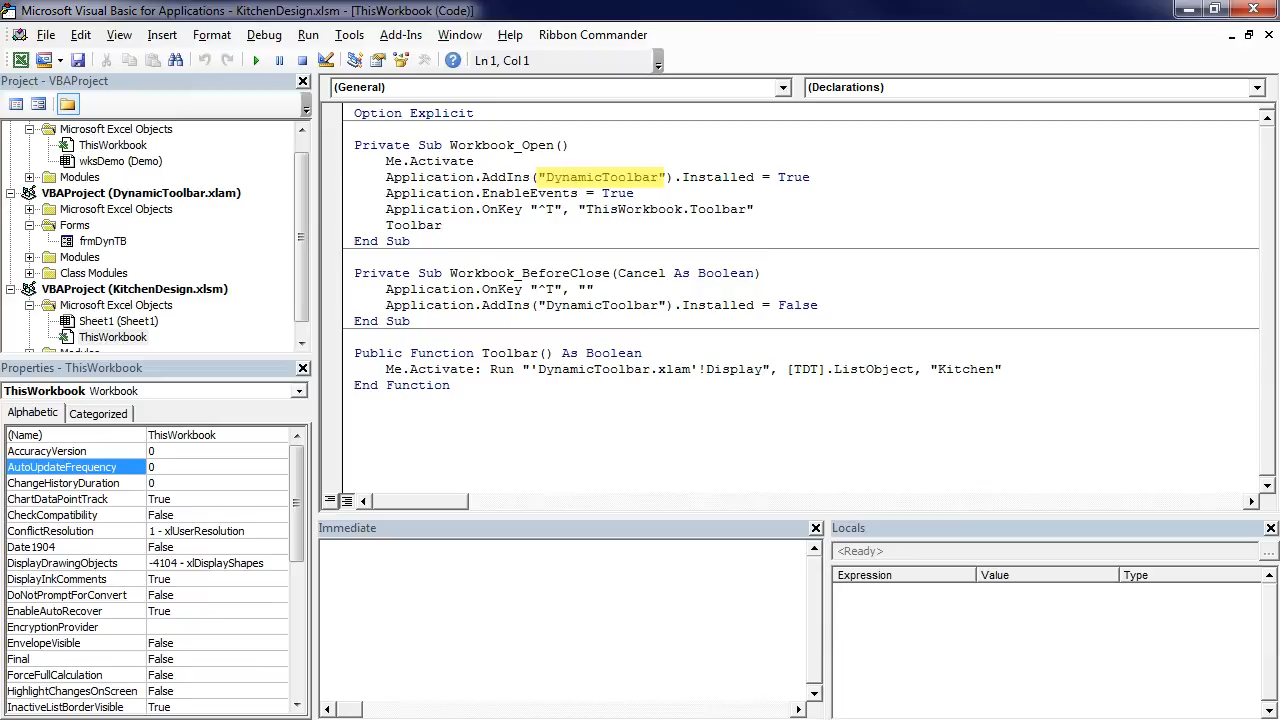 Microsoft Visual Basic for Applications - KitchenDesign.xlsm - [ThisWorkbook (Code)]
File Edit View Insert Format Debug Run Tools Add-Ins Window Help Ribbon Commander
Ln 1, Col 1
Project - VBAProject
Microsoft Excel Objects
ThisWorkbook
wksDemo (Demo)
Modules
VBAProject (DynamicToolbar.xlam)
Microsoft Excel Objects
Forms
frmDynTB
Modules
Class Modules
VBAProject (KitchenDesign.xlsm)
Microsoft Excel Objects
Sheet1 (Sheet1)
ThisWorkbook
(General) (Declarations)
Option Explicit
Private Sub Workbook_Open()
Me.Activate
Application.AddIns("DynamicToolbar").Installed = True
Application.EnableEvents = True
Application.OnKey "^T", "ThisWorkbook.Toolbar"
Toolbar
End Sub
Private Sub Workbook_BeforeClose(Cancel As Boolean)
Application.OnKey "^T", ""
Application.AddIns("DynamicToolbar").Installed = False
End Sub
Public Function Toolbar() As Boolean
Me.Activate: Run "'DynamicToolbar.xlam'!Display", [TDT].ListObject, "Kitchen"
End Function
Properties - ThisWorkbook
ThisWorkbook Workbook
Alphabetic Categorized
(Name) ThisWorkbook
AccuracyVersion 0
AutoUpdateFrequency 0
ChangeHistoryDuration 0
ChartDataPointTrack True
CheckCompatibility False
ConflictResolution 1 - xlUserResolution
Date1904 False
DisplayDrawingObjects -4104 - xlDisplayShapes
DisplayInkComments True
DoNotPromptForConvert False
EnableAutoRecover True
EncryptionProvider
EnvelopeVisible False
Final False
ForceFullCalculation False
HighlightChangesOnScreen False
InactiveListBorderVisible True
Immediate
Locals
<Ready>
...
Expression Value Type